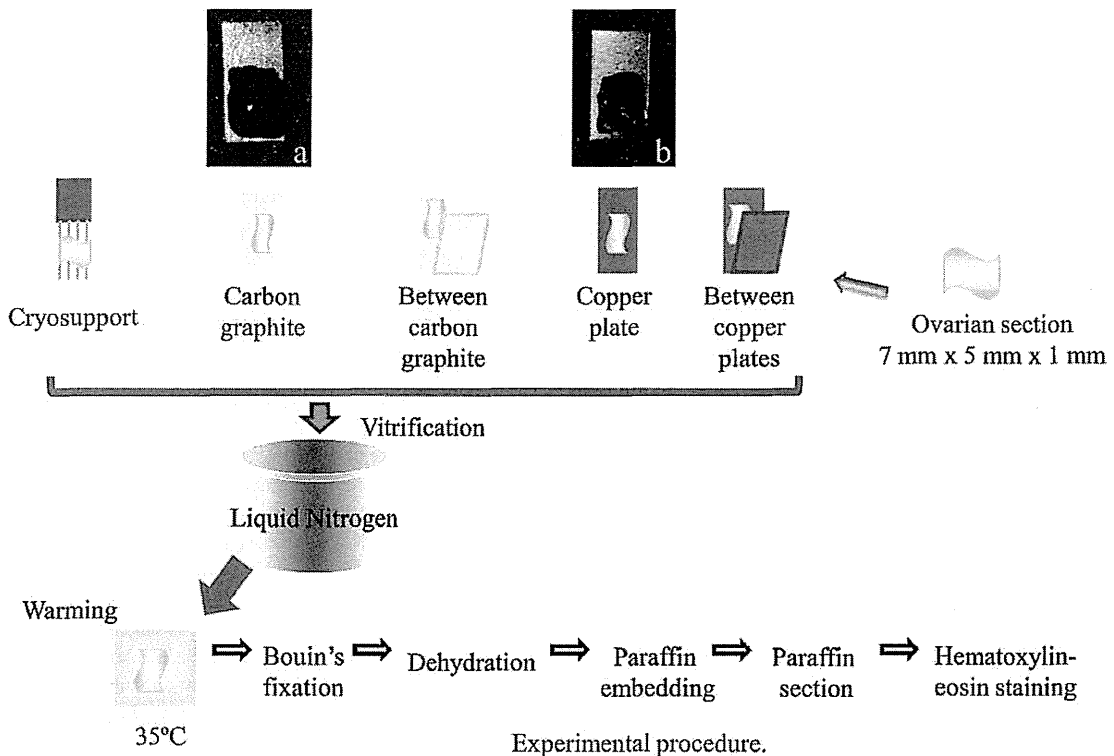 a
b
Cryosupport
Carbon
graphite
Between
carbon
graphite
Copper
plate
Between
copper
plates
Ovarian section
7 mm x 5 mm x 1 mm
Vitrification
Liquid Nitrogen
Warming
35ºC
Bouin's
fixation
Dehydration
Paraffin
embedding
Paraffin
section
Hematoxylin-
eosin staining
Experimental procedure.